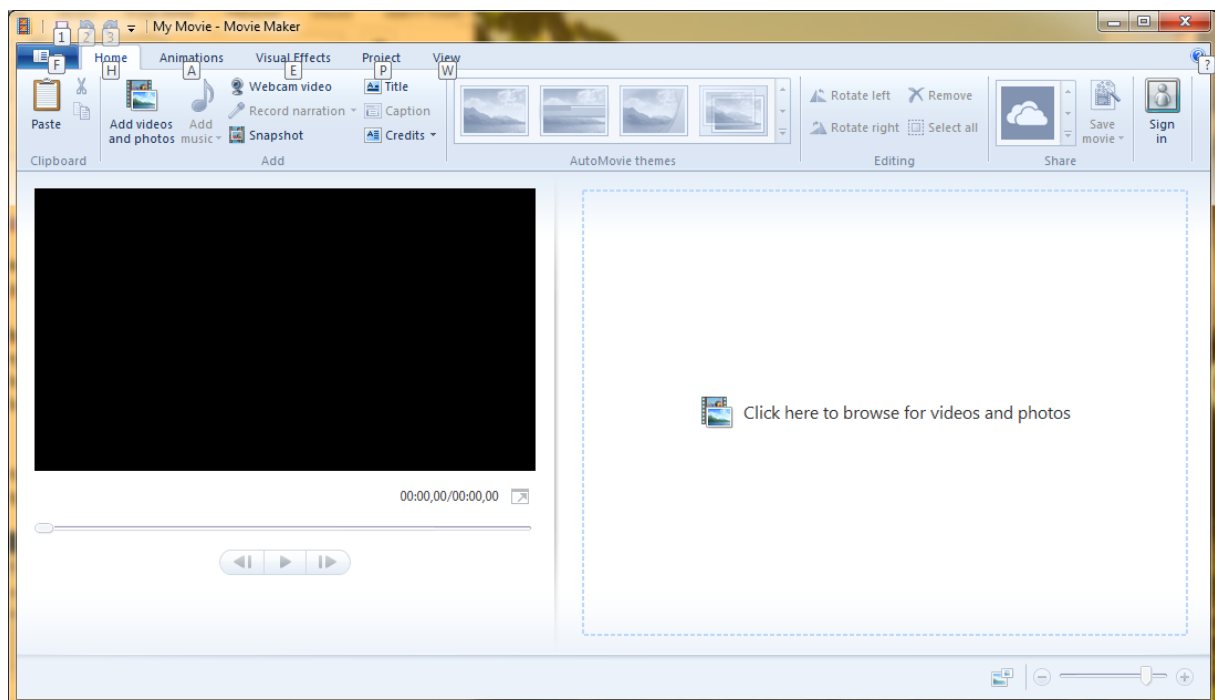 My Movie - Movie Maker
1 2 3
Home Animations Visual Effects Project View
F H A E P W ?
Paste
Clipboard
Add videos
and photos
Add
music
Webcam video
Record narration
Snapshot
Title
Caption
Credits
Add
AutoMovie themes
Rotate left Remove
Rotate right Select all
Editing
Share
Save
movie
Sign
in
00:00,00/00:00,00
Click here to browse for videos and photos